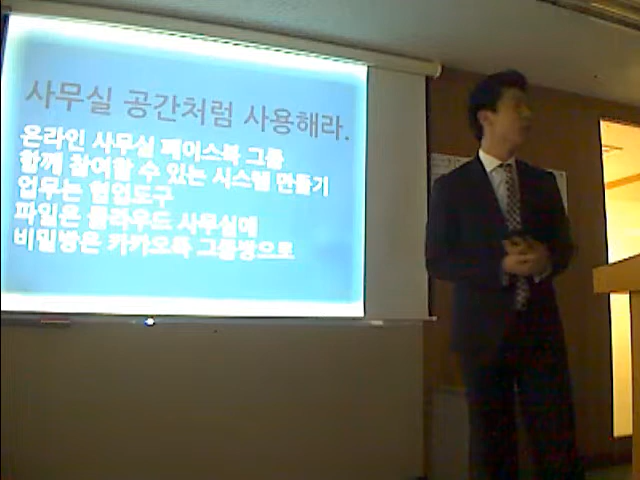 사무실 공간처럼 사용해라.
온라인 사무실 페이스북 그룹
함께 참여할 수 있는 시스템 만들기
업무는 협업도구
파일은 클라우드 사무실에
비밀방은 카카오톡 그룹방으로